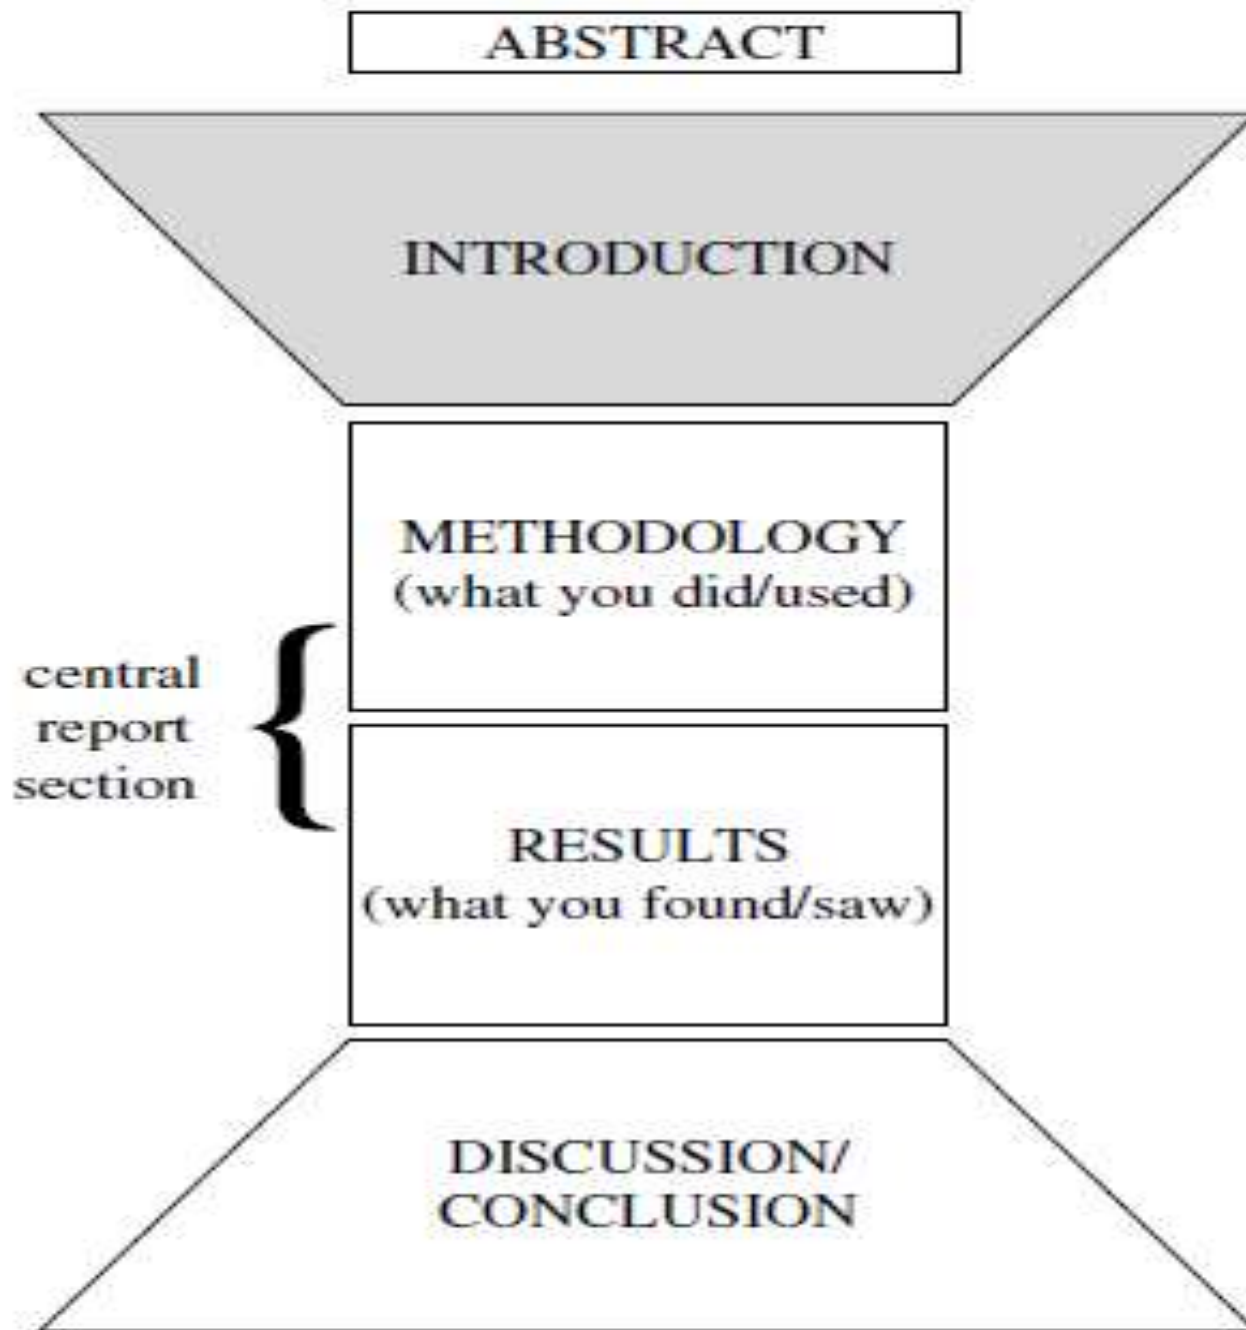 ABSTRACT
INTRODUCTION
METHODOLOGY
(what you did/used)
central
report
section
RESULTS
(what you found/saw)
DISCUSSION/
CONCLUSION